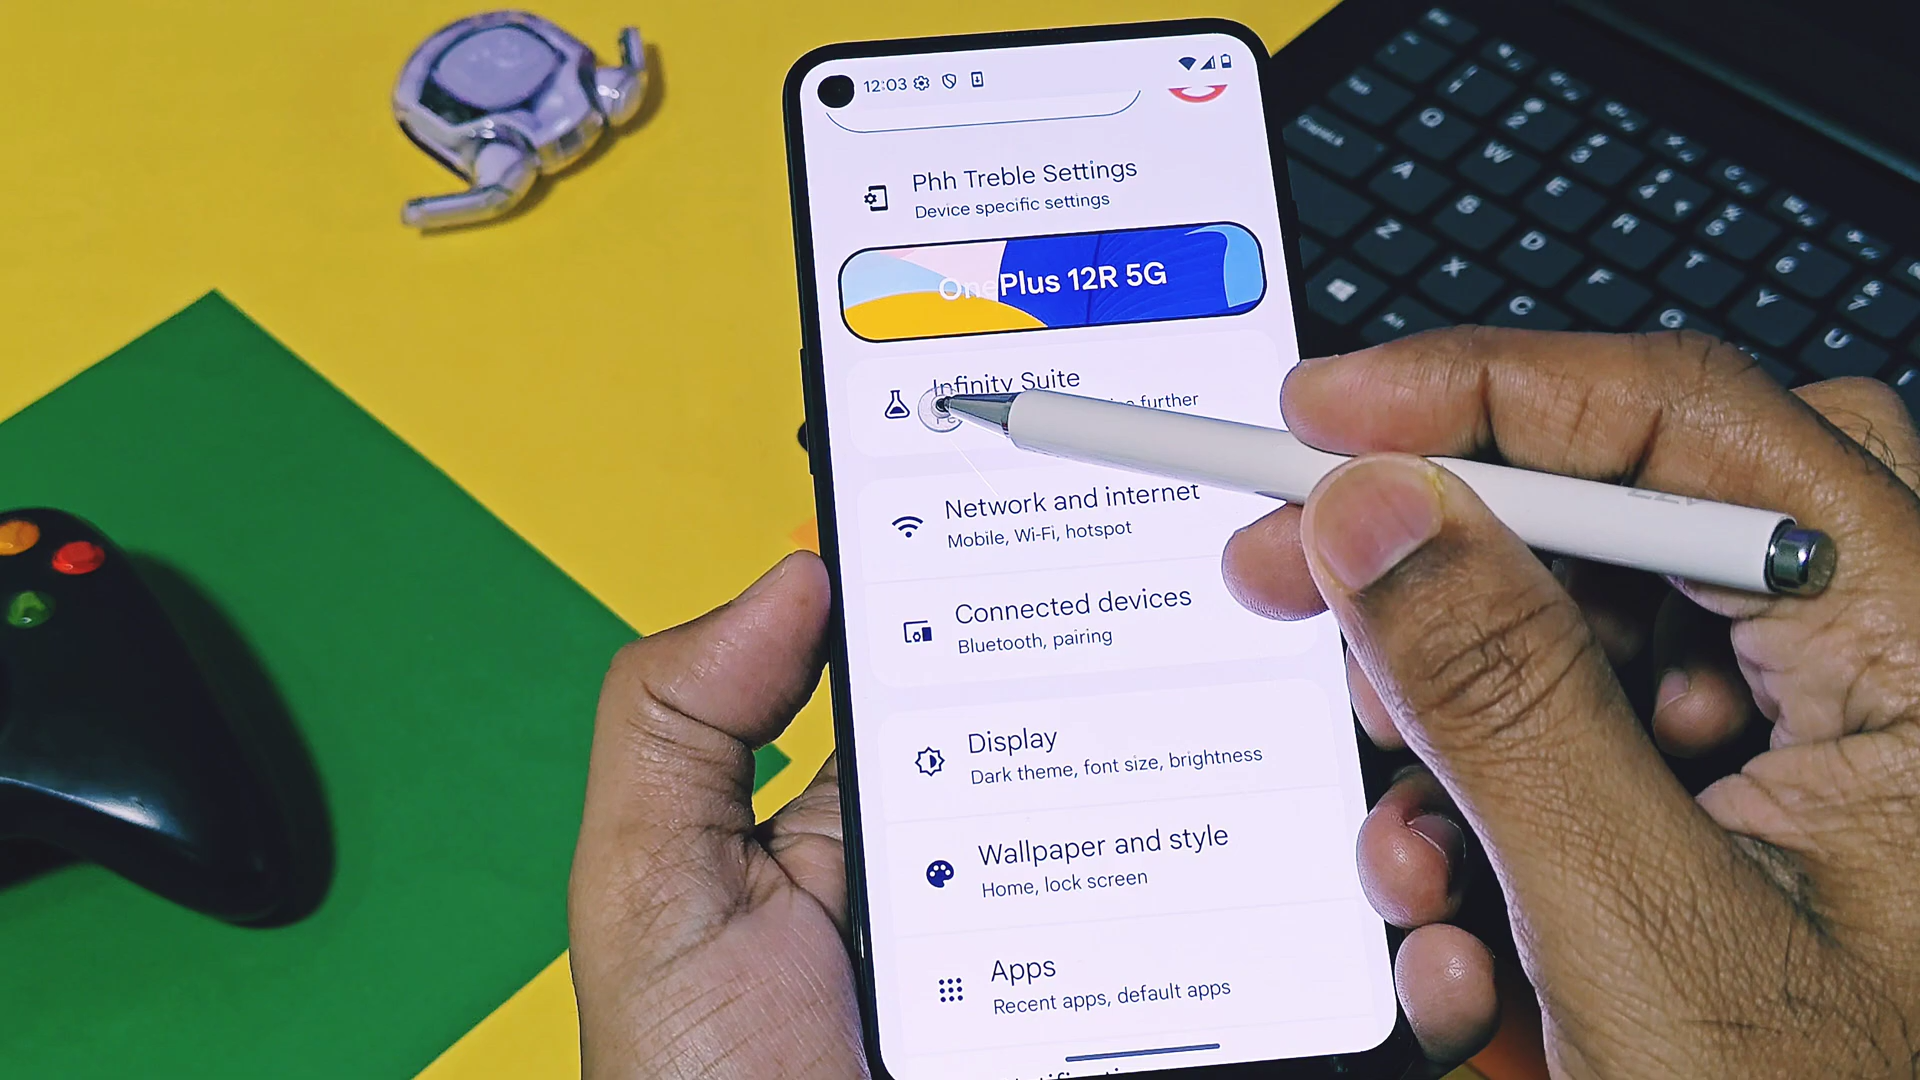 12:03
Phh Treble Settings
Device specific settings
OnePlus 12R 5G
Infinity Suite
further
Network and internet
Mobile, Wi-Fi, hotspot
Connected devices
Bluetooth, pairing
Display
Dark theme, font size, brightness
Wallpaper and style
Home, lock screen
Apps
Recent apps, default apps
Q W E R T Y U
A S D F G
Z X C
Alt